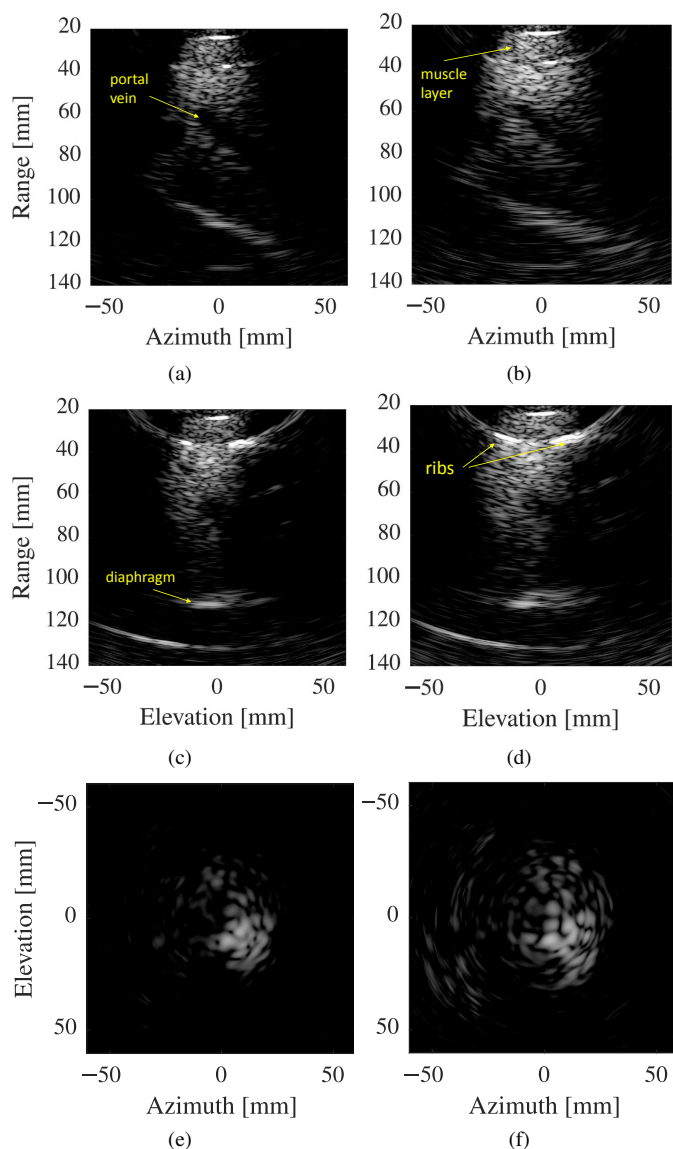 20
40
60
80
100
120
140
Range [mm]
portal
vein
−50
0
50
Azimuth [mm]
(a)
20
40
60
80
100
120
140
muscle
layer
−50
0
50
Azimuth [mm]
(b)
20
40
60
80
100
120
140
Range [mm]
diaphragm
−50
0
50
Elevation [mm]
(c)
20
40
60
80
100
120
140
ribs
−50
0
50
Elevation [mm]
(d)
−50
0
50
Elevation [mm]
−50
0
50
Azimuth [mm]
(e)
−50
0
50
−50
0
50
Azimuth [mm]
(f)